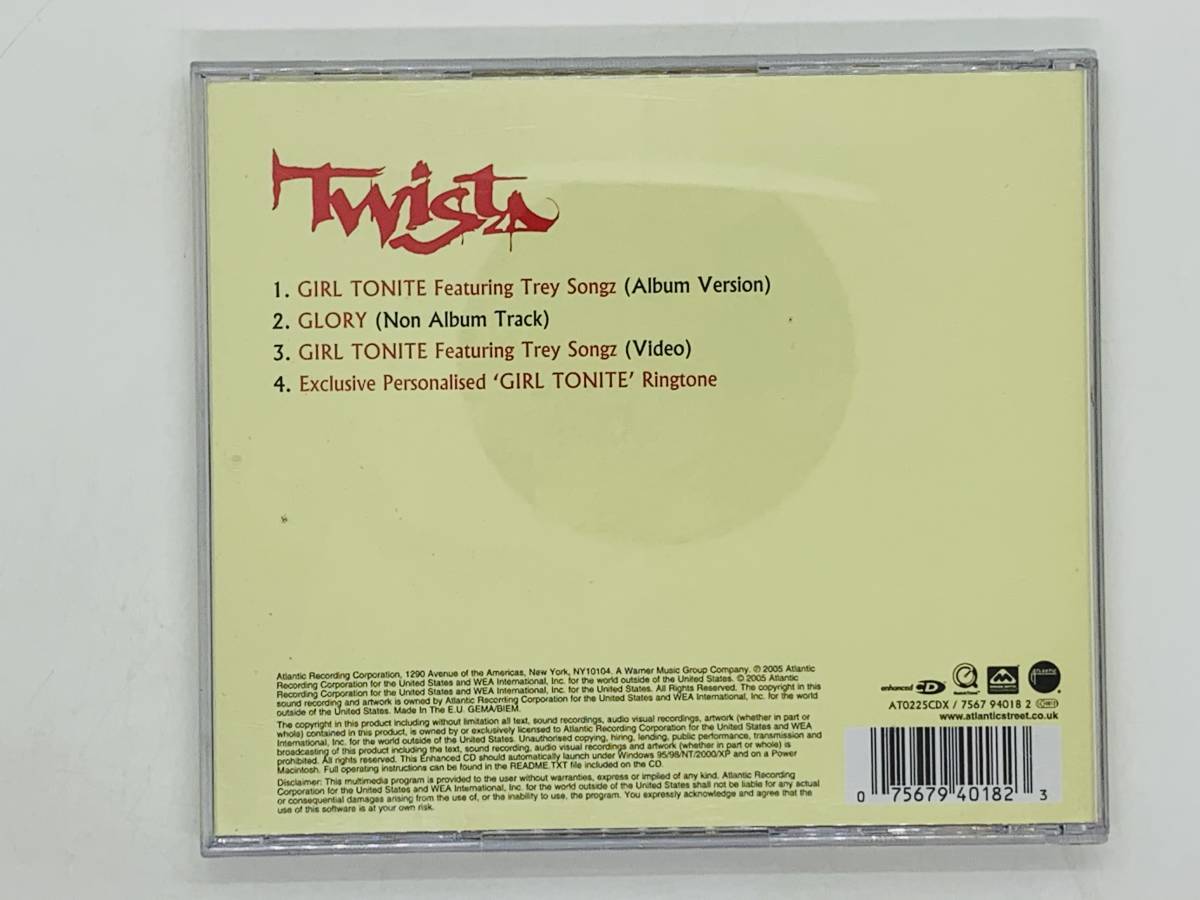 Twista
1. GIRL TONITE Featuring Trey Songz (Album Version)
2. GLORY (Non Album Track)
3. GIRL TONITE Featuring Trey Songz (Video)
4. Exclusive Personalised ‘GIRL TONITE’ Ringtone
Atlantic Recording Corporation, 1290 Avenue of the Americas, New York, NY10104. A Warner Music Group Company. ℗ 2005 Atlantic
Recording Corporation for the United States and WEA International, Inc. for the world outside of the United States. © 2005 Atlantic
Recording Corporation for the United States and WEA International, Inc. for the United States. All Rights Reserved. The copyright in this
sound recording and artwork is owned by Atlantic Recording Corporation for the United States and WEA International, Inc. for the world
outside of the United States. Made In The E.U. GEMA/BIEM.
The copyright in this product including without limitation all text, sound recordings, audio visual recordings, artwork (whether in part or
whole) contained in this product, is owned by or exclusively licensed to Atlantic Recording Corporation for the United States and WEA
International, Inc. for the world outside of the United States. Unauthorised copying, hiring, lending, public performance, transmission and
broadcasting of this product including the text, sound recording, audio visual recordings and artwork (whether in part or whole) is
prohibited. All rights reserved. This Enhanced CD should automatically launch under Windows 95/98/NT/2000/XP and on a Power
Macintosh. Full operating instructions can be found in the README.TXT file included on the CD.
Disclaimer: This multimedia program is provided to the user without warranties, express or implied of any kind. Atlantic Recording
Corporation for the United States and WEA International, Inc. for the world outside of the United States shall not be liable for any actual
or consequential damages arising from the use of, or the inability to use, the program. You expressly acknowledge and agree that the
use of this software is at your own risk.
enhanced CD
AT0225CDX / 7567 94018 2
www.atlanticstreet.co.uk
0 75679 40182 3